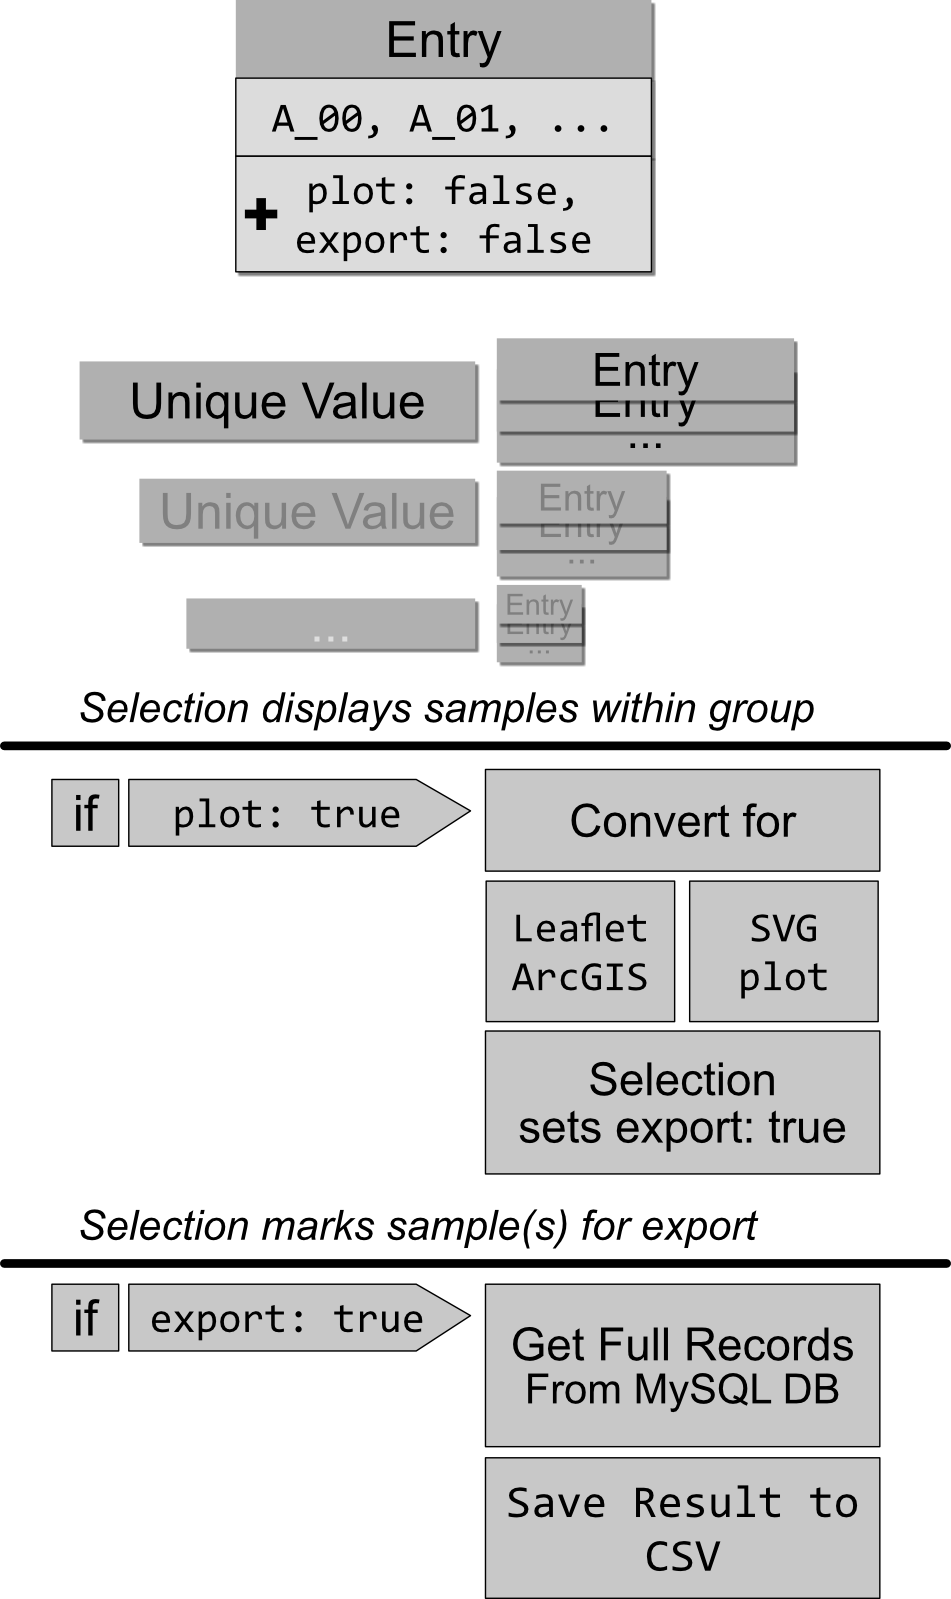 Entry
A_00, A_01, ...
+ plot: false,
export: false
Unique Value
Entry
Entry
...
Unique Value
Entry
Entry
...
...
Entry
Entry
...
Selection displays samples within group
if plot: true
Convert for
Leaflet
ArcGIS
SVG
plot
Selection
sets export: true
Selection marks sample(s) for export
if export: true
Get Full Records
From MySQL DB
Save Result to
CSV